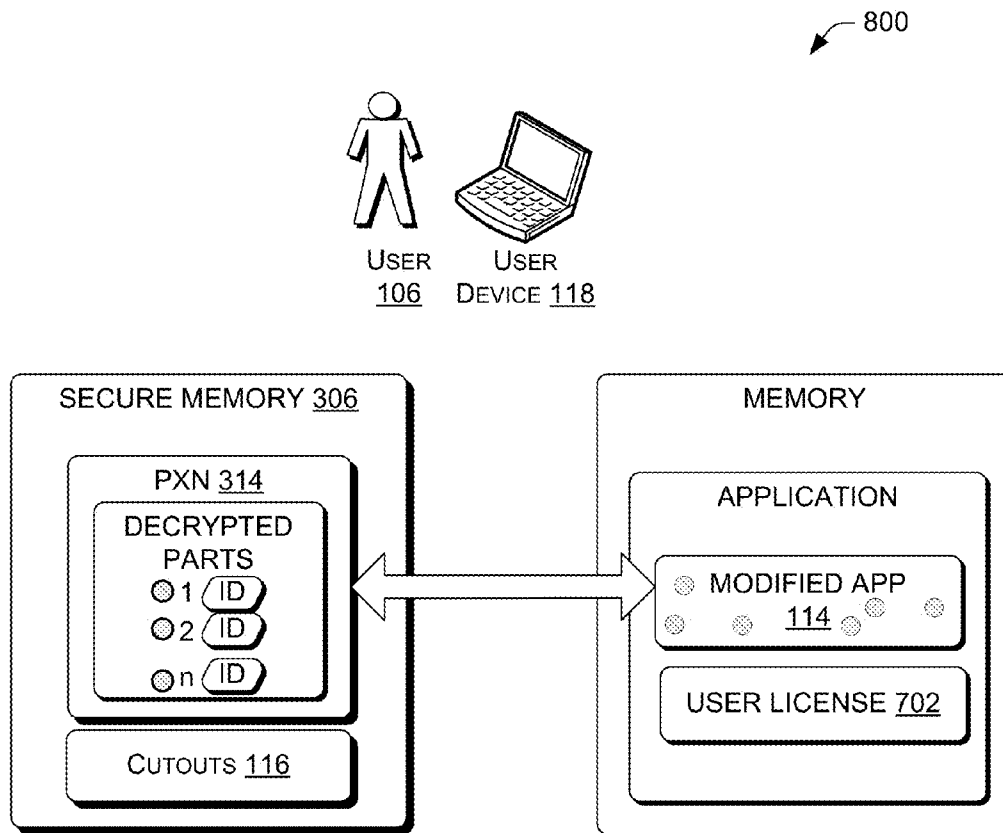 800
USER
106
USER
DEVICE 118
SECURE MEMORY 306
PXN 314
DECRYPTED
PARTS
1 ID
2 ID
n ID
CUTOUTS 116
MEMORY
APPLICATION
MODIFIED APP
114
USER LICENSE 702